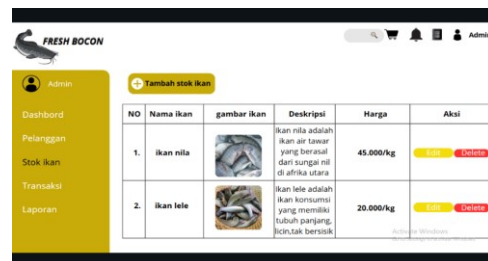 FRESH BOCON
Admin
Admin
Tambah stok ikan
Dashbord
Pelanggan
Stok ikan
Transaksi
Laporan
NO Nama ikan gambar ikan Deskripsi Harga Aksi
1. ikan nila
Ikan nila adalah
ikan air tawar
yang berasal
dari sungai nil
di afrika utara
45.000/kg
Edit Delete
2. ikan lele
Ikan lele adalah
ikan konsumsi
yang memiliki
tubuh panjang,
licin,tak bersisik
20.000/kg
Edit Delete
Activate Windows